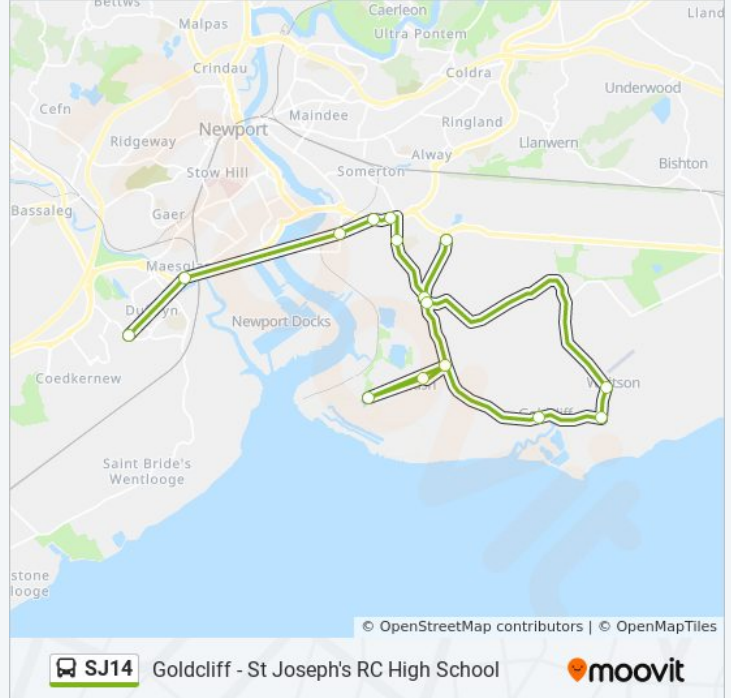 Bettws
Caerleon
Lland
Malpas
Ultra Pontem
Crindau
Coldra
Underwood
Cefn
Maindee
Newport
Ringland
Ridgeway
Llanwern
Alway
Bishton
Stow Hill
Somerton
Bassaleg
Gaer
Maesglas
Newport Docks
Coedkernew
Saint Bride's
Wentlooge
stone
looge
© OpenStreetMap contributors | © OpenMapTiles
SJ14 Goldcliff - St Joseph's RC High School
moovit